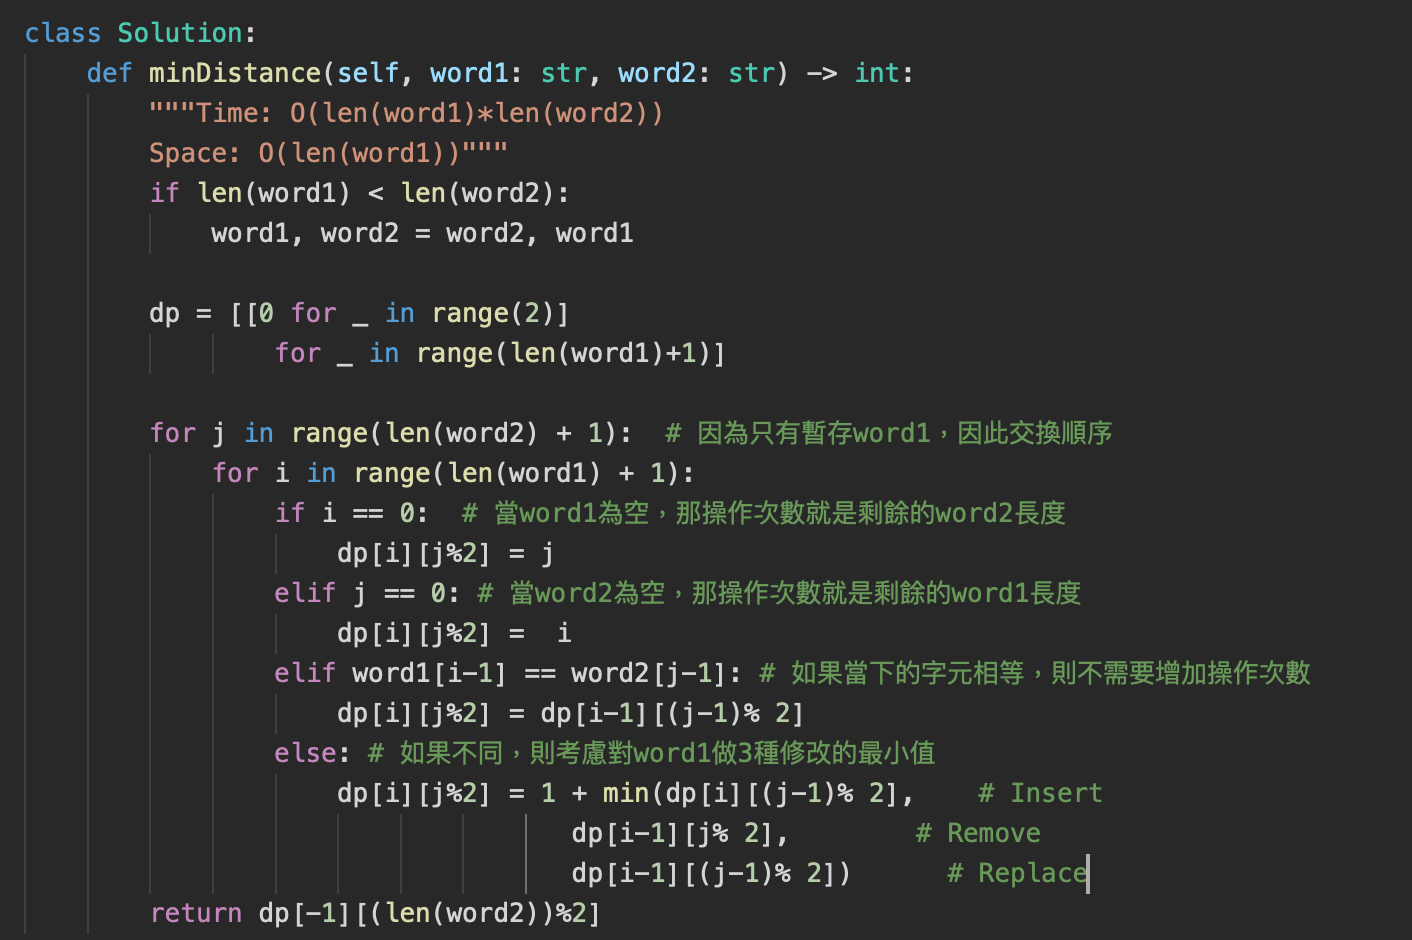 class Solution:
    def minDistance(self, word1: str, word2: str) -> int:
        """Time: O(len(word1)*len(word2))
        Space: O(len(word1))"""
        if len(word1) < len(word2):
            word1, word2 = word2, word1
        dp = [[0 for _ in range(2)]
                for _ in range(len(word1)+1)]
        for j in range(len(word2) + 1):  # 因為只有暫存word1，因此交換順序
            for i in range(len(word1) + 1):
                if i == 0:  # 當word1為空，那操作次數就是剩餘的word2長度
                    dp[i][j%2] = j
                elif j == 0: # 當word2為空，那操作次數就是剩餘的word1長度
                    dp[i][j%2] =  i
                elif word1[i-1] == word2[j-1]: # 如果當下的字元相等，則不需要增加操作次數
                    dp[i][j%2] = dp[i-1][(j-1)% 2]
                else: # 如果不同，則考慮對word1做3種修改的最小值
                    dp[i][j%2] = 1 + min(dp[i][(j-1)% 2],    # Insert
                                   dp[i-1][j% 2],        # Remove
                                   dp[i-1][(j-1)% 2])      # Replace
        return dp[-1][(len(word2))%2]